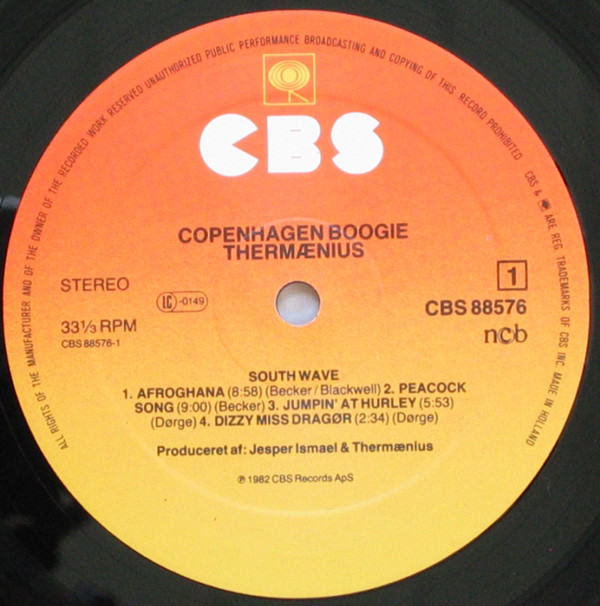 ALL RIGHTS OF THE MANUFACTURER AND OF THE OWNER OF THE RECORDED WORK RESERVED UNAUTHORIZED PUBLIC PERFORMANCE BROADCASTING AND COPYING OF THIS RECORD PROHIBITED CBS & ARE REG. TRADEMARKS OF CBS INC. MADE IN HOLLAND
CBS
COPENHAGEN BOOGIE
THERMÆNIUS
STEREO
LC -0149
1
33⅓ RPM
CBS 88576
CBS 88576-1
ncb
SOUTH WAVE
1. AFROGHANA (8:58) (Becker/Blackwell) 2. PEACOCK
SONG (9:00) (Becker) 3. JUMPIN' AT HURLEY (5:53)
(Dørge) 4. DIZZY MISS DRAGØR (2:34) (Dørge)
Produceret af: Jesper Ismael & Thermænius
℗ 1982 CBS Records ApS